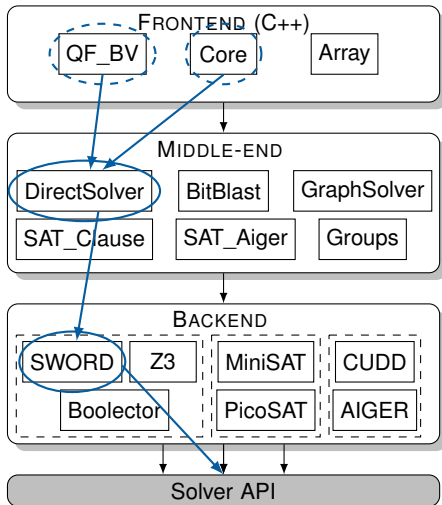 FRONTEND (C++)
QF_BV Core Array
MIDDLE-END
DirectSolver BitBlast GraphSolver
SAT_Clause SAT_Aiger Groups
BACKEND
SWORD Z3 MiniSAT CUDD
Boolector PicoSAT AIGER
Solver API